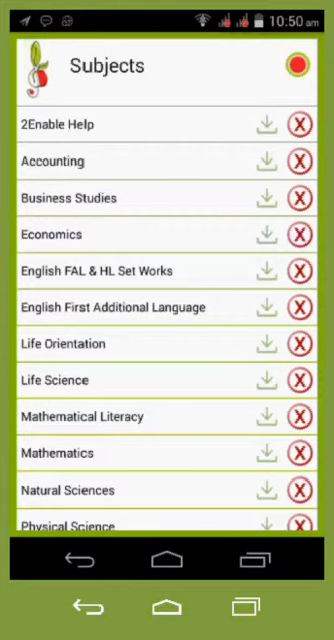 10:50 am
Subjects
2Enable Help
Accounting
Business Studies
Economics
English FAL & HL Set Works
English First Additional Language
Life Orientation
Life Science
Mathematical Literacy
Mathematics
Natural Sciences
Physical Science